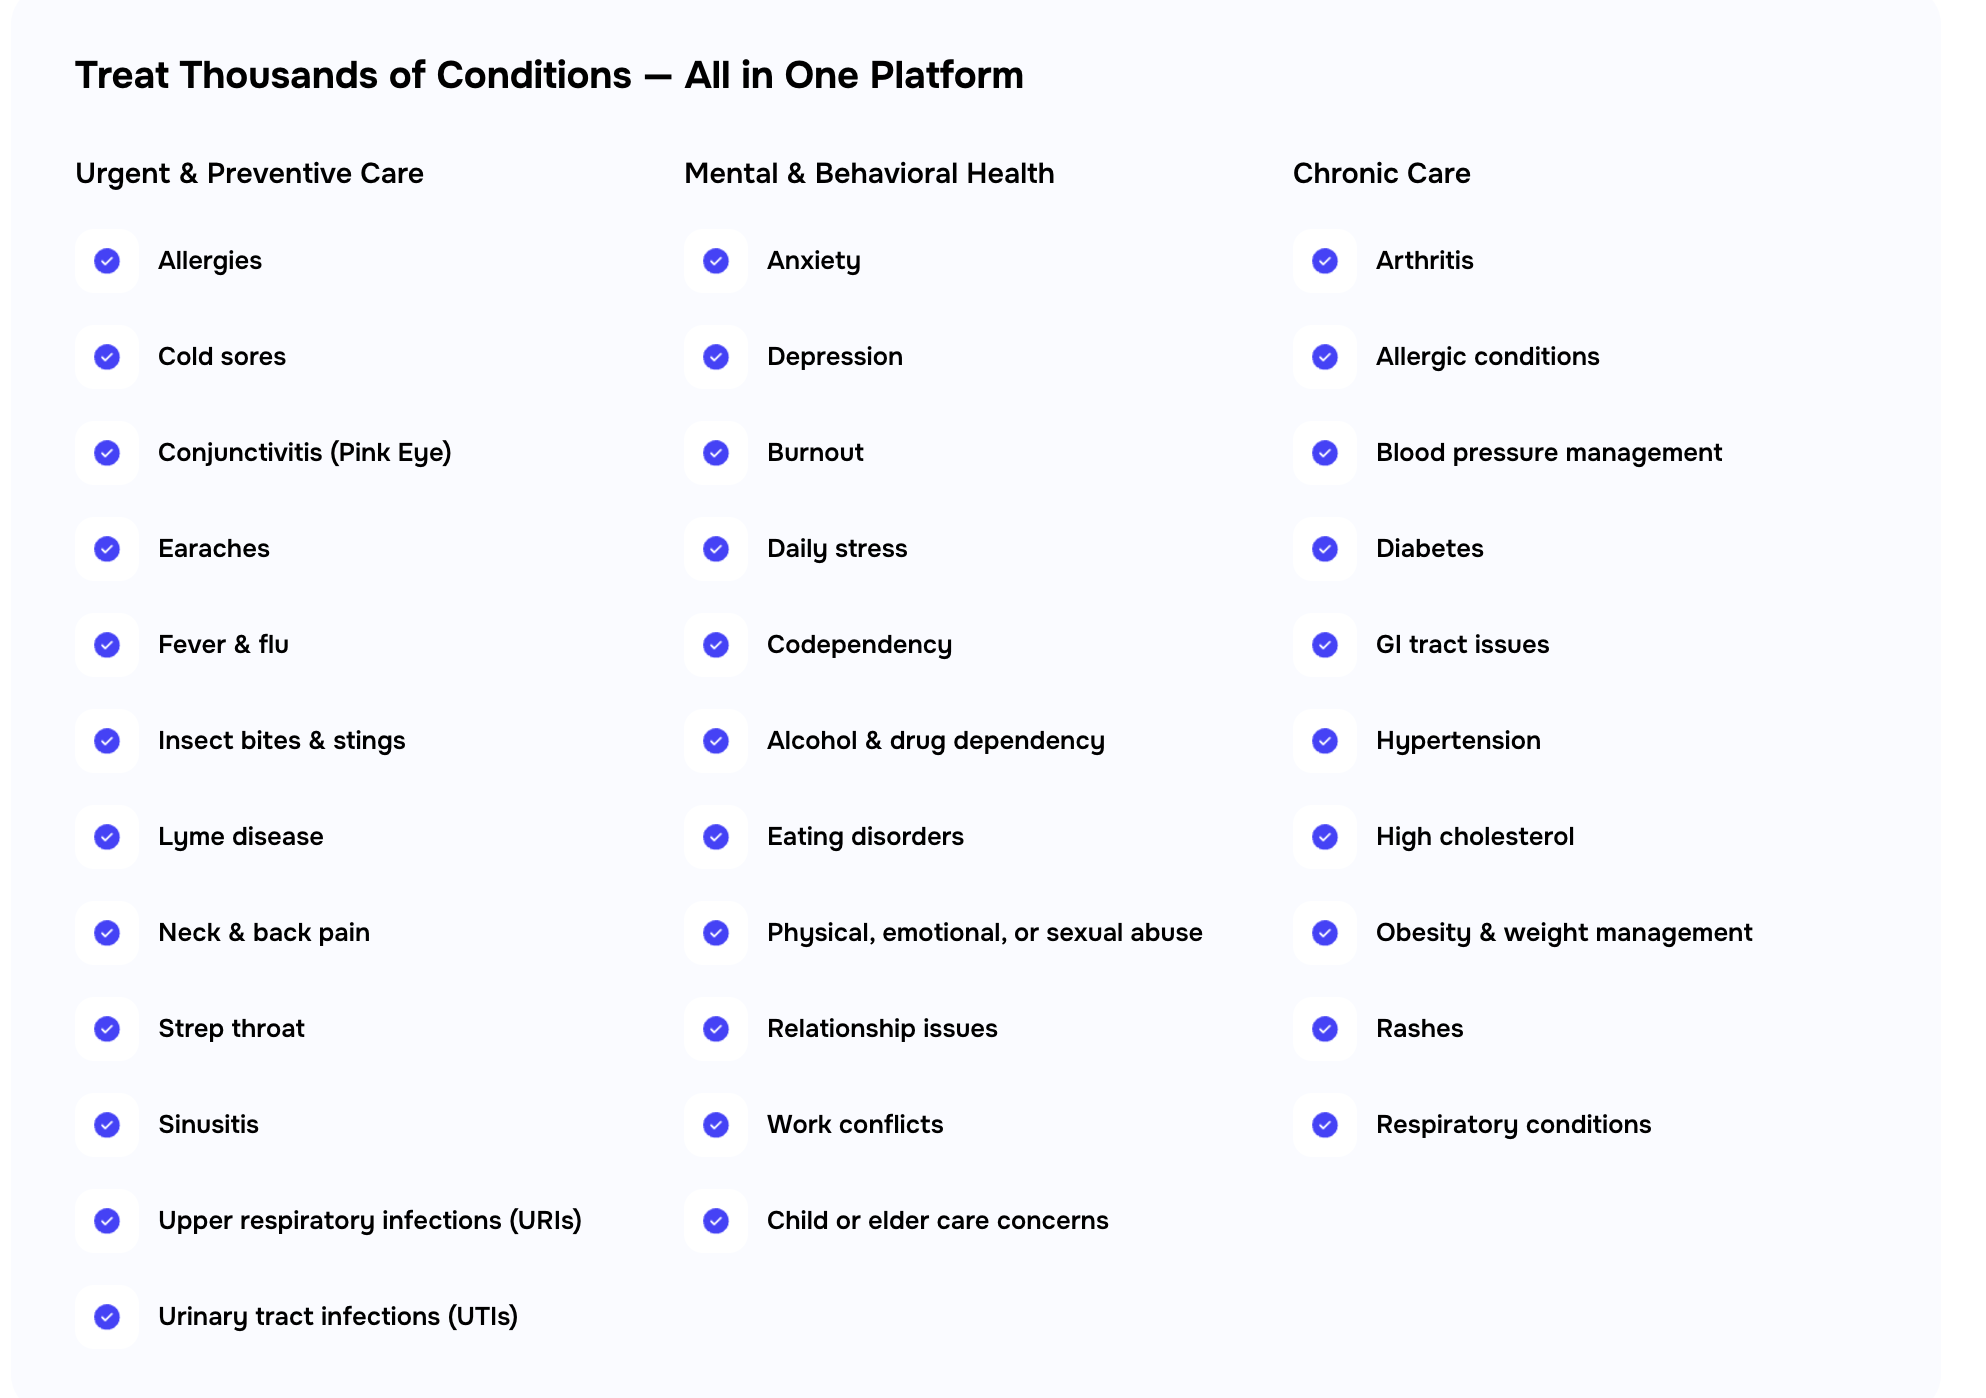 Treat Thousands of Conditions — All in One Platform
Urgent & Preventive Care
Allergies
Cold sores
Conjunctivitis (Pink Eye)
Earaches
Fever & flu
Insect bites & stings
Lyme disease
Neck & back pain
Strep throat
Sinusitis
Upper respiratory infections (URIs)
Urinary tract infections (UTIs)
Mental & Behavioral Health
Anxiety
Depression
Burnout
Daily stress
Codependency
Alcohol & drug dependency
Eating disorders
Physical, emotional, or sexual abuse
Relationship issues
Work conflicts
Child or elder care concerns
Chronic Care
Arthritis
Allergic conditions
Blood pressure management
Diabetes
GI tract issues
Hypertension
High cholesterol
Obesity & weight management
Rashes
Respiratory conditions